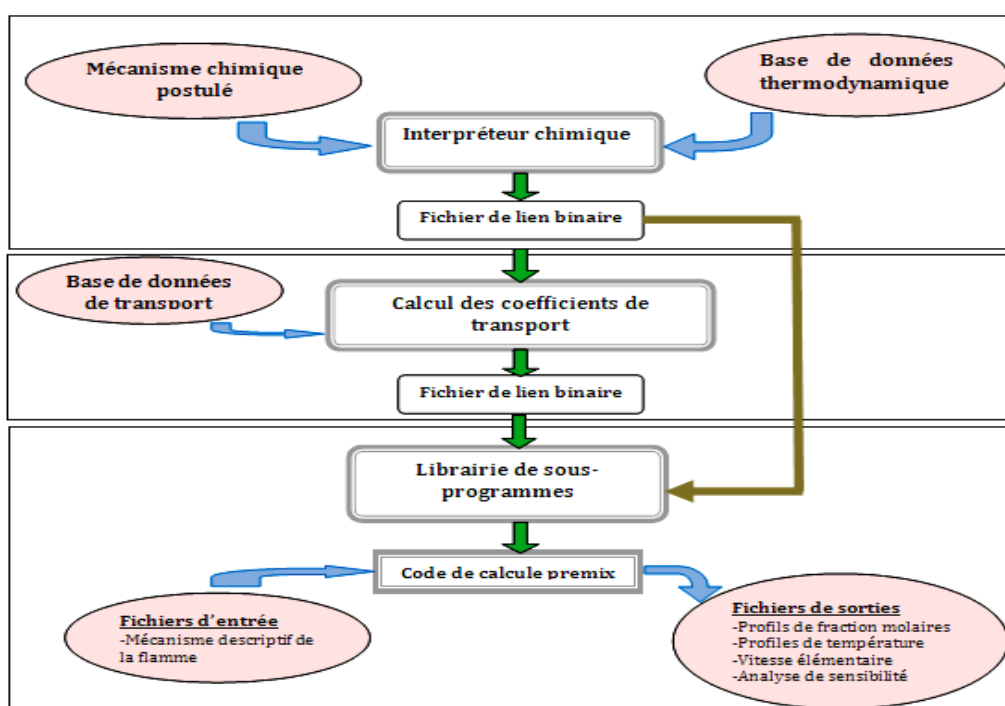 Mécanisme chimique
postulé
Base de données
thermodynamique
Interpréteur chimique
Fichier de lien binaire
Base de données
de transport
Calcul des coefficients de
transport
Fichier de lien binaire
Librairie de sous-
programmes
Code de calcule premix
Fichiers d'entrée
-Mécanisme descriptif de
la flamme
Fichiers de sorties
-Profils de fraction molaires
-Profiles de température
-Vitesse élémentaire
-Analyse de sensibilité